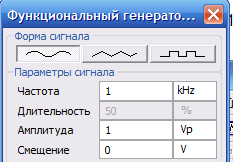 Функциональный генерато...
Форма сигнала
Параметры сигнала
Частота 1 kHz
Длительность 50 %
Амплитуда 1 Vp
Смещение 0 V